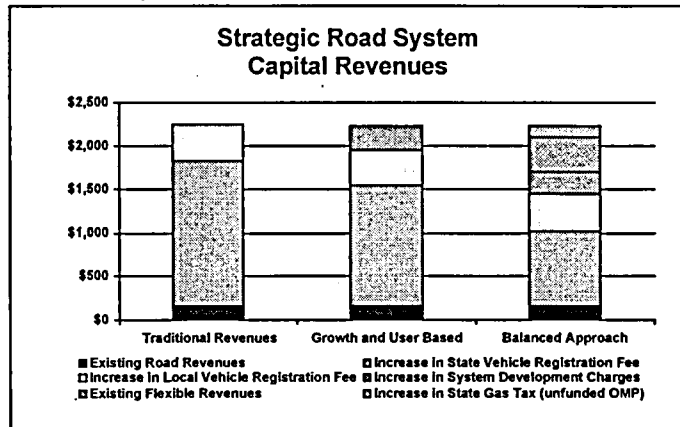 Strategic Road System
Capital Revenues
$2,500
$2,000
$1,500
$1,000
$500
$0
Traditional Revenues Growth and User Based Balanced Approach
Existing Road Revenues Increase in State Vehicle Registration Fee
Increase in Local Vehicle Registration Fee Increase in System Development Charges
Existing Flexible Revenues Increase in State Gas Tax (unfunded OMP)